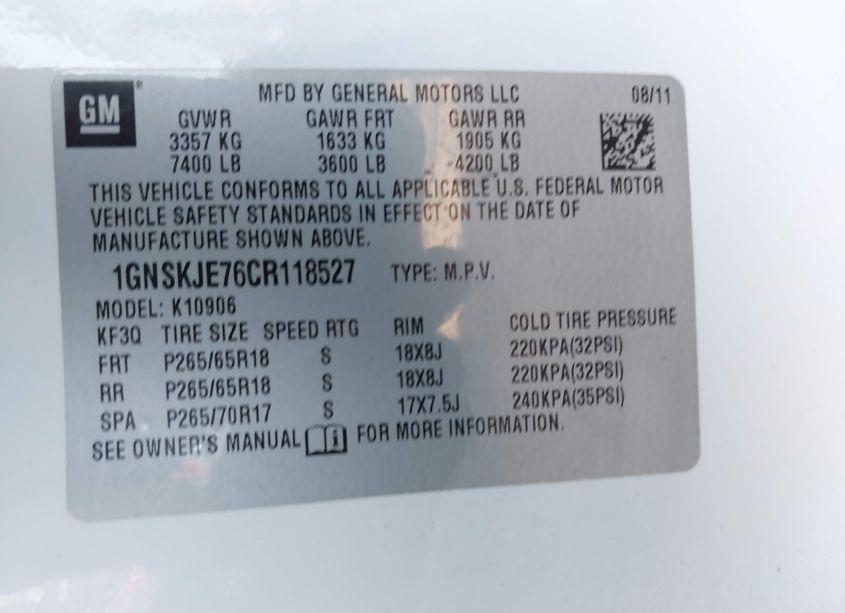 GM
MFD BY GENERAL MOTORS LLC 08/11
GVWR GAWR FRT GAWR RR
3357 KG 1633 KG 1905 KG
7400 LB 3600 LB 4200 LB
THIS VEHICLE CONFORMS TO ALL APPLICABLE U.S. FEDERAL MOTOR
VEHICLE SAFETY STANDARDS IN EFFECT ON THE DATE OF
MANUFACTURE SHOWN ABOVE.
1GNSKJE76CR118527 TYPE: M.P.V.
MODEL: K10906
KF3Q TIRE SIZE SPEED RTG RIM COLD TIRE PRESSURE
FRT P265/65R18 S 18X8J 220KPA(32PSI)
RR P265/65R18 S 18X8J 220KPA(32PSI)
SPA P265/70R17 S 17X7.5J 240KPA(35PSI)
SEE OWNER'S MANUAL i FOR MORE INFORMATION.